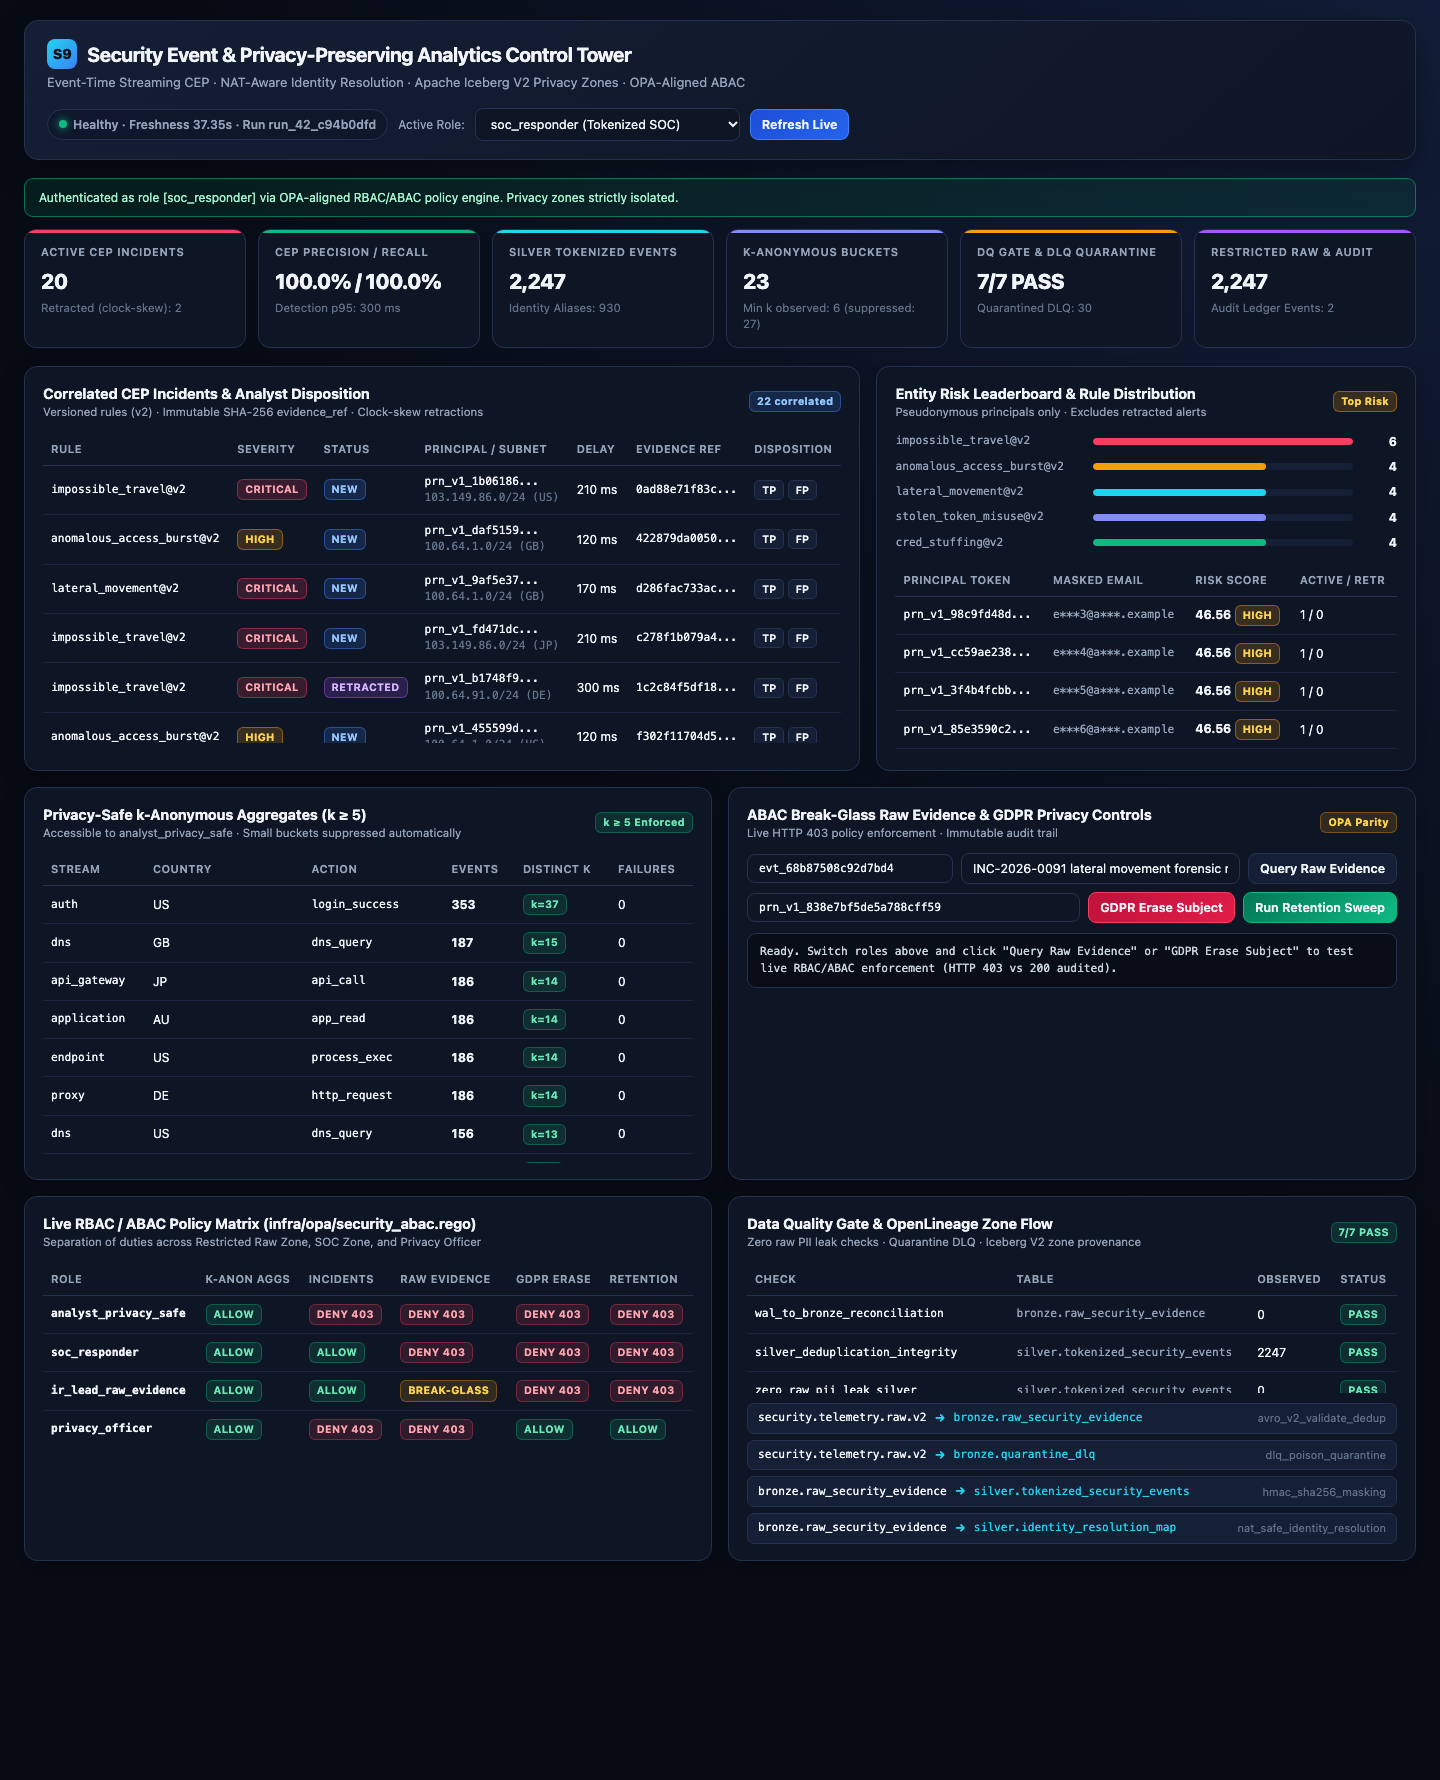 S9 Security Event & Privacy-Preserving Analytics Control Tower
Event-Time Streaming CEP · NAT-Aware Identity Resolution · Apache Iceberg V2 Privacy Zones · OPA-Aligned ABAC
Healthy · Freshness 37.35s · Run run_42_c94b0dfd Active Role: soc_responder (Tokenized SOC) Refresh Live
Authenticated as role [soc_responder] via OPA-aligned RBAC/ABAC policy engine. Privacy zones strictly isolated.
ACTIVE CEP INCIDENTS
20
Retracted (clock-skew): 2
CEP PRECISION / RECALL
100.0% / 100.0%
Detection p95: 300 ms
SILVER TOKENIZED EVENTS
2,247
Identity Aliases: 930
K-ANONYMOUS BUCKETS
23
Min k observed: 6 (suppressed:
27)
DQ GATE & DLQ QUARANTINE
7/7 PASS
Quarantined DLQ: 30
RESTRICTED RAW & AUDIT
2,247
Audit Ledger Events: 2
Correlated CEP Incidents & Analyst Disposition
Versioned rules (v2) · Immutable SHA-256 evidence_ref · Clock-skew retractions
22 correlated
RULE SEVERITY STATUS PRINCIPAL / SUBNET DELAY EVIDENCE REF DISPOSITION
impossible_travel@v2 CRITICAL NEW prn_v1_1b06186... 210 ms 0ad88e71f83c... TP FP
103.149.86.0/24 (US)
anomalous_access_burst@v2 HIGH NEW prn_v1_daf5159... 120 ms 422879da0050... TP FP
100.64.1.0/24 (GB)
lateral_movement@v2 CRITICAL NEW prn_v1_9af5e37... 170 ms d286fac733ac... TP FP
100.64.1.0/24 (GB)
impossible_travel@v2 CRITICAL NEW prn_v1_fd471dc... 210 ms c278f1b079a4... TP FP
103.149.86.0/24 (JP)
impossible_travel@v2 CRITICAL RETRACTED prn_v1_b1748f9... 300 ms 1c2c84f5df18... TP FP
100.64.91.0/24 (DE)
anomalous_access_burst@v2 HIGH NEW prn_v1_455599d... 120 ms f302f11704d5... TP FP
Entity Risk Leaderboard & Rule Distribution
Pseudonymous principals only · Excludes retracted alerts
Top Risk
impossible_travel@v2 6
anomalous_access_burst@v2 4
lateral_movement@v2 4
stolen_token_misuse@v2 4
cred_stuffing@v2 4
PRINCIPAL TOKEN MASKED EMAIL RISK SCORE ACTIVE / RETR
prn_v1_98c9fd48d... e***3@a***.example 46.56 HIGH 1 / 0
prn_v1_cc59ae238... e***4@a***.example 46.56 HIGH 1 / 0
prn_v1_3f4b4fcbb... e***5@a***.example 46.56 HIGH 1 / 0
prn_v1_85e3590c2... e***6@a***.example 46.56 HIGH 1 / 0
Privacy-Safe k-Anonymous Aggregates (k ≥ 5)
Accessible to analyst_privacy_safe · Small buckets suppressed automatically
k ≥ 5 Enforced
STREAM COUNTRY ACTION EVENTS DISTINCT K FAILURES
auth US login_success 353 k=37 0
dns GB dns_query 187 k=15 0
api_gateway JP api_call 186 k=14 0
application AU app_read 186 k=14 0
endpoint US process_exec 186 k=14 0
proxy DE http_request 186 k=14 0
dns US dns_query 156 k=13 0
ABAC Break-Glass Raw Evidence & GDPR Privacy Controls
Live HTTP 403 policy enforcement · Immutable audit trail
OPA Parity
evt_68b87508c92d7bd4 INC-2026-0091 lateral movement forensic r Query Raw Evidence
prn_v1_838e7bf5de5a788cff59 GDPR Erase Subject Run Retention Sweep
Ready. Switch roles above and click "Query Raw Evidence" or "GDPR Erase Subject" to test
live RBAC/ABAC enforcement (HTTP 403 vs 200 audited).
Live RBAC / ABAC Policy Matrix (infra/opa/security_abac.rego)
Separation of duties across Restricted Raw Zone, SOC Zone, and Privacy Officer
ROLE K-ANON AGGS INCIDENTS RAW EVIDENCE GDPR ERASE RETENTION
analyst_privacy_safe ALLOW DENY 403 DENY 403 DENY 403 DENY 403
soc_responder ALLOW ALLOW DENY 403 DENY 403 DENY 403
ir_lead_raw_evidence ALLOW ALLOW BREAK-GLASS DENY 403 DENY 403
privacy_officer ALLOW DENY 403 DENY 403 ALLOW ALLOW
Data Quality Gate & OpenLineage Zone Flow
Zero raw PII leak checks · Quarantine DLQ · Iceberg V2 zone provenance
7/7 PASS
CHECK TABLE OBSERVED STATUS
wal_to_bronze_reconciliation bronze.raw_security_evidence 0 PASS
silver_deduplication_integrity silver.tokenized_security_events 2247 PASS
zero_raw_pii_leak_silver silver.tokenized_security_events 0 PASS
security.telemetry.raw.v2 → bronze.raw_security_evidence avro_v2_validate_dedup
security.telemetry.raw.v2 → bronze.quarantine_dlq dlq_poison_quarantine
bronze.raw_security_evidence → silver.tokenized_security_events hmac_sha256_masking
bronze.raw_security_evidence → silver.identity_resolution_map nat_safe_identity_resolution